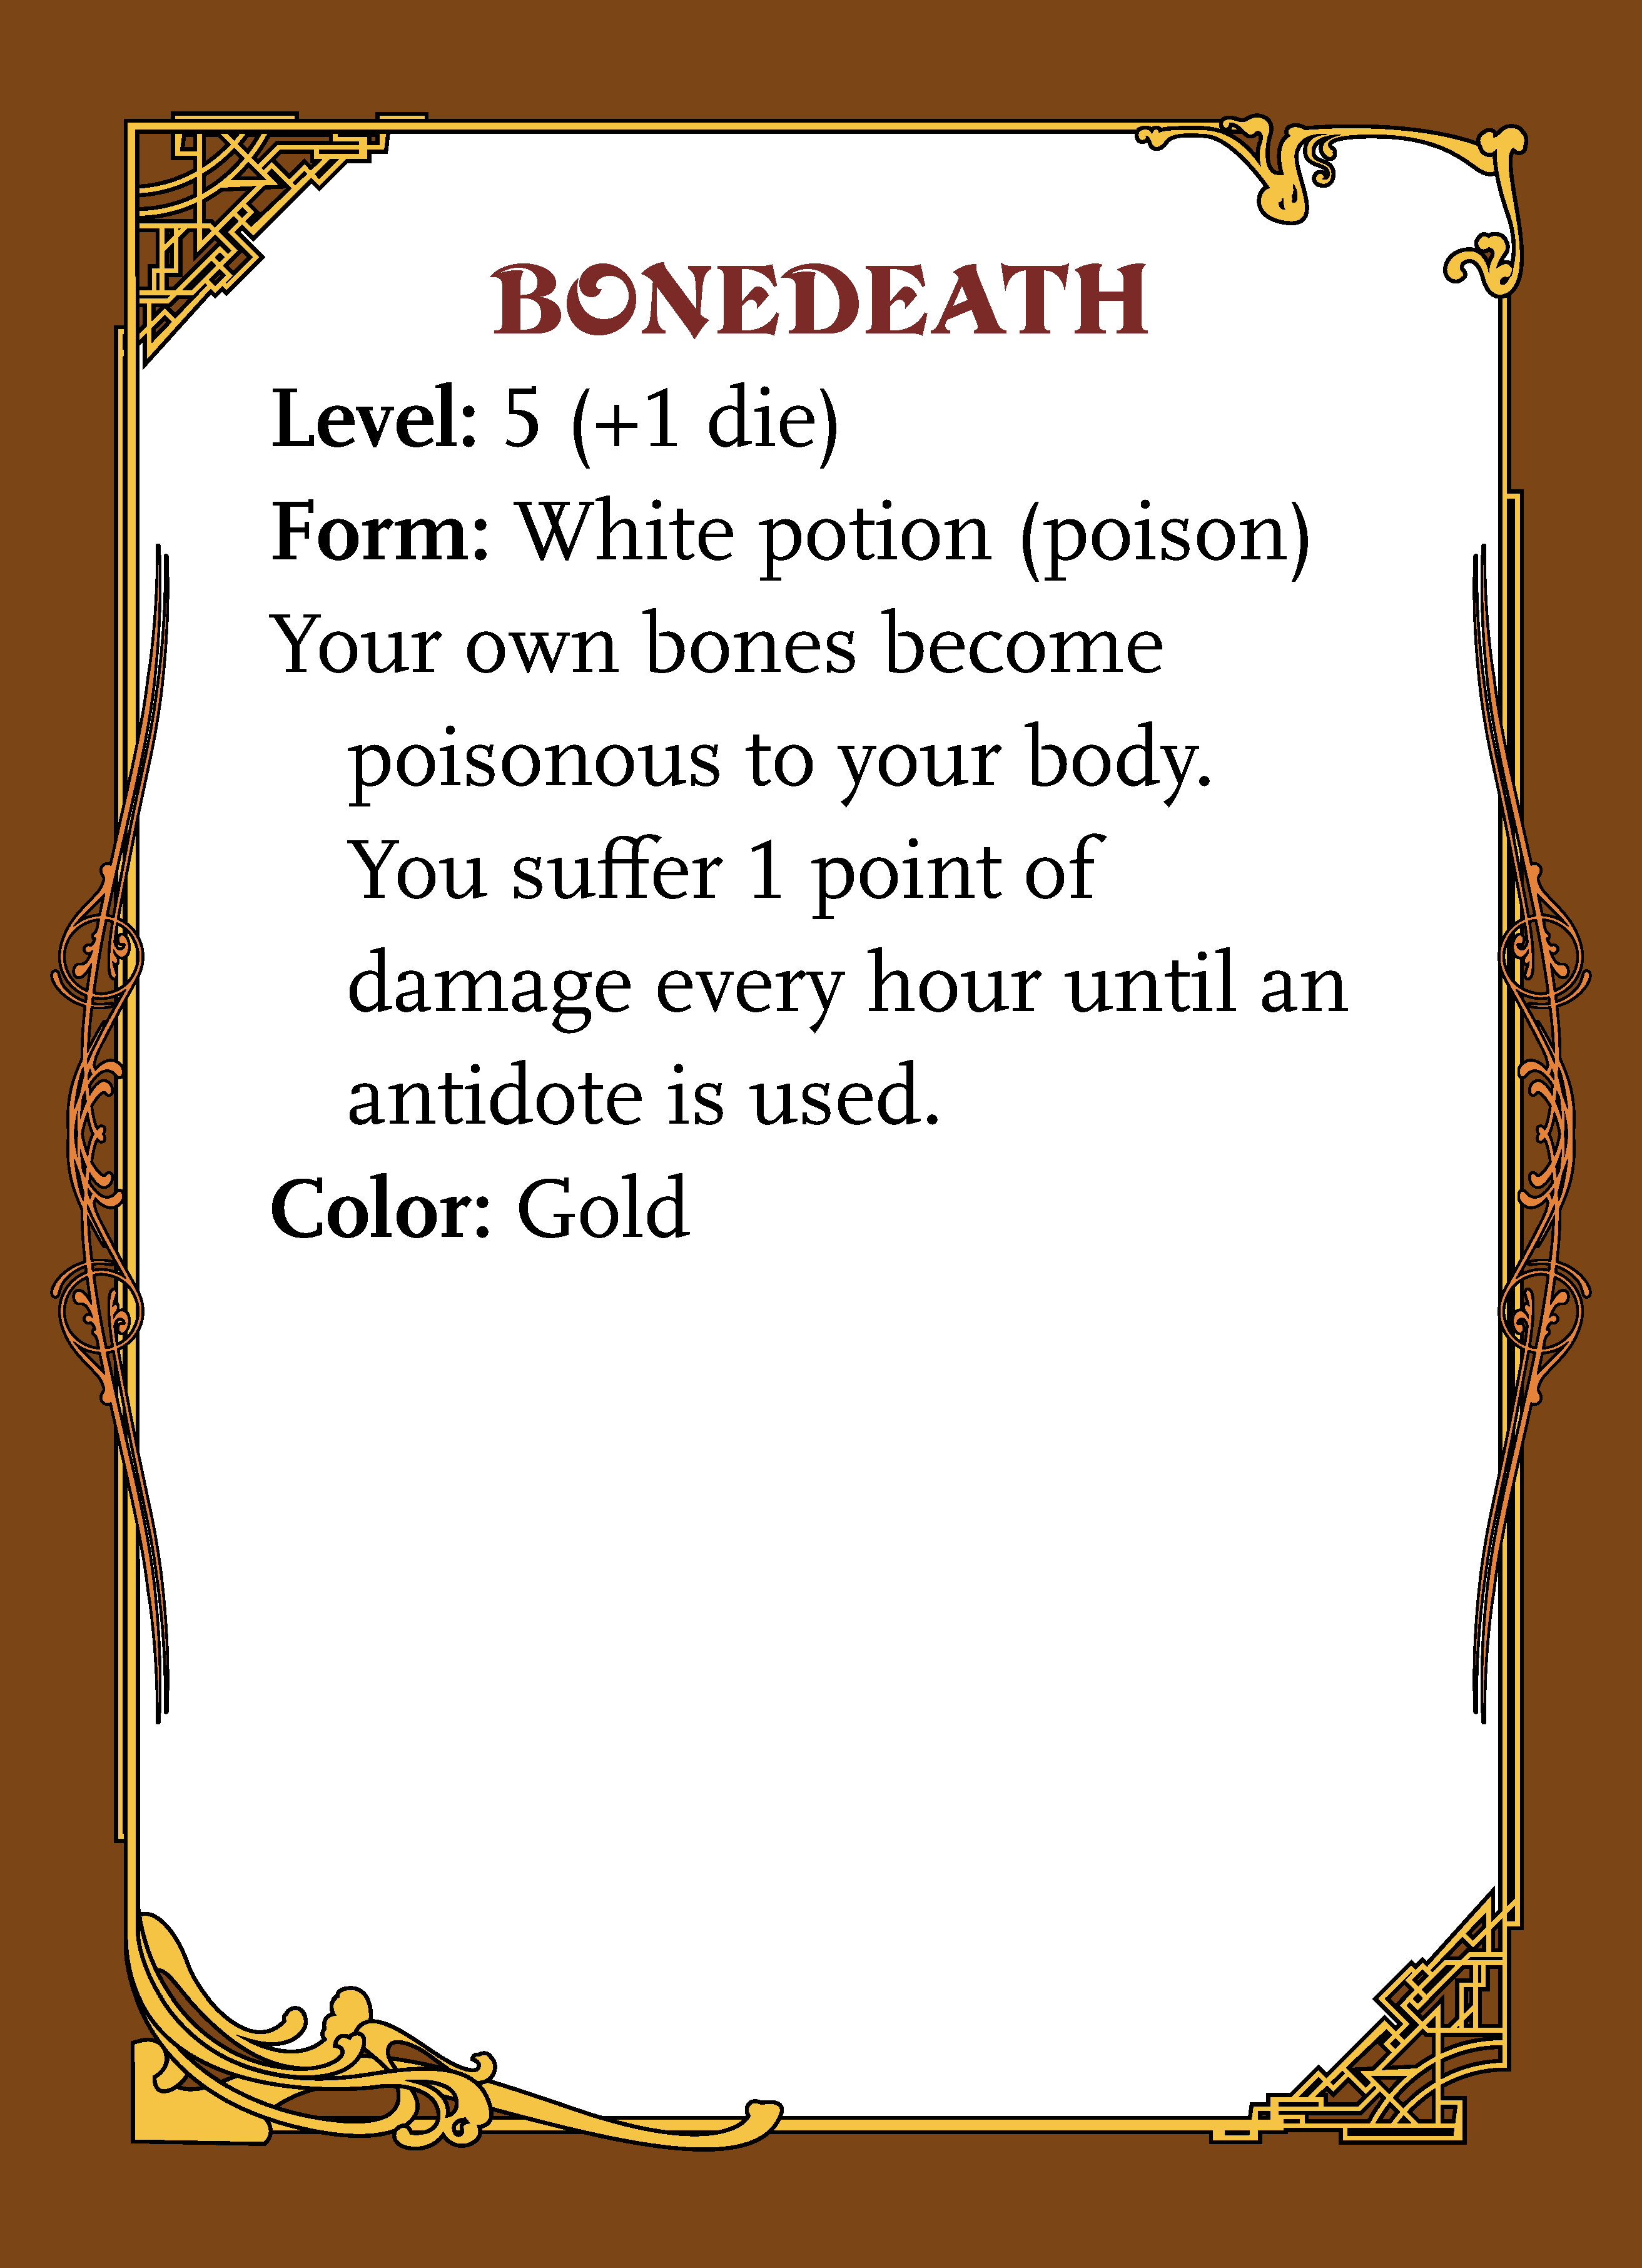 BONEDEATH
Level: 5 (+1 die)
Form: White potion (poison)
Your own bones become
poisonous to your body.
You suffer 1 point of
damage every hour until an
antidote is used.
Color: Gold